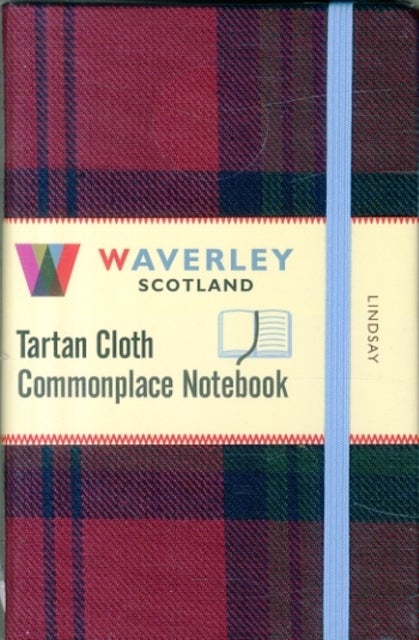 W
WAVERLEY
SCOTLAND
Tartan Cloth
Commonplace Notebook
LINDSAY